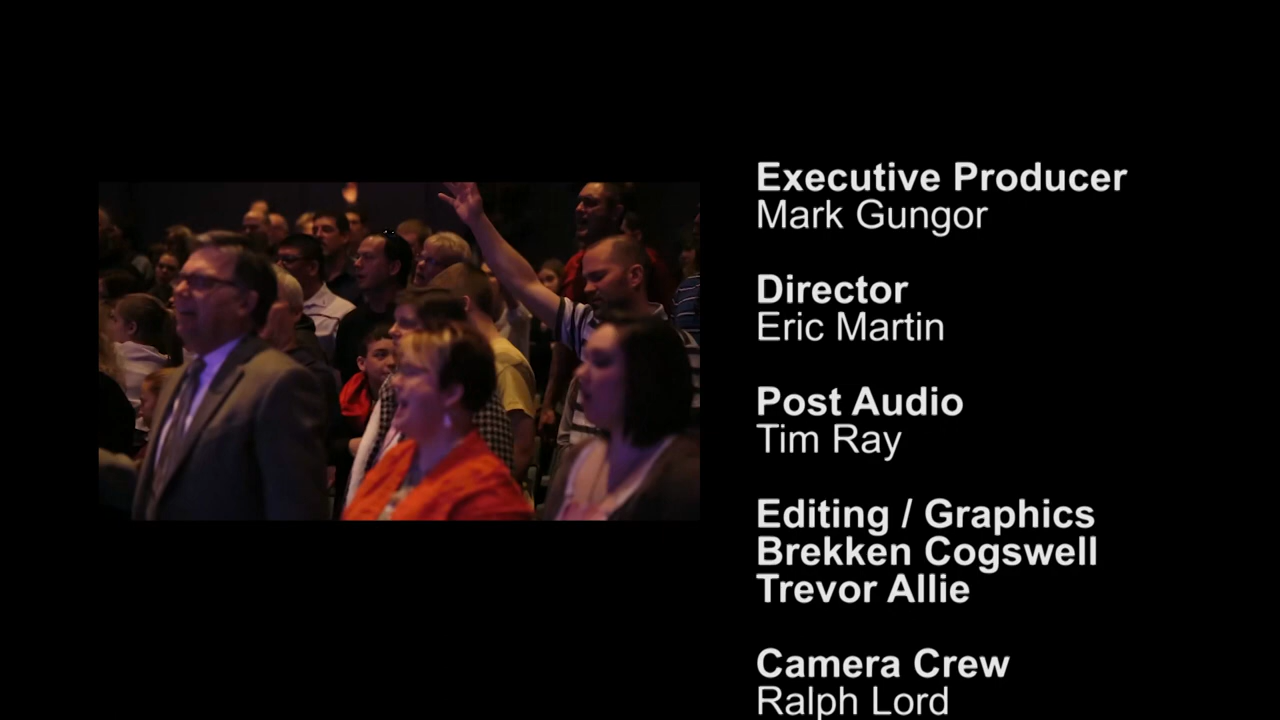 Executive Producer
Mark Gungor
Director
Eric Martin
Post Audio
Tim Ray
Editing / Graphics
Brekken Cogswell
Trevor Allie
Camera Crew
Ralph Lord